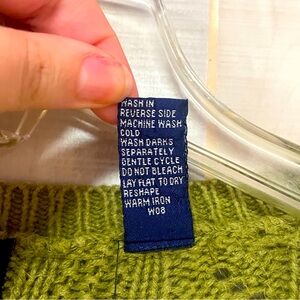 WASH IN
REVERSE SIDE
MACHINE WASH
COLD
WASH DARKS
SEPARATELY
GENTLE CYCLE
DO NOT BLEACH
LAY FLAT TO DRY
RESHAPE
WARM IRON
W08